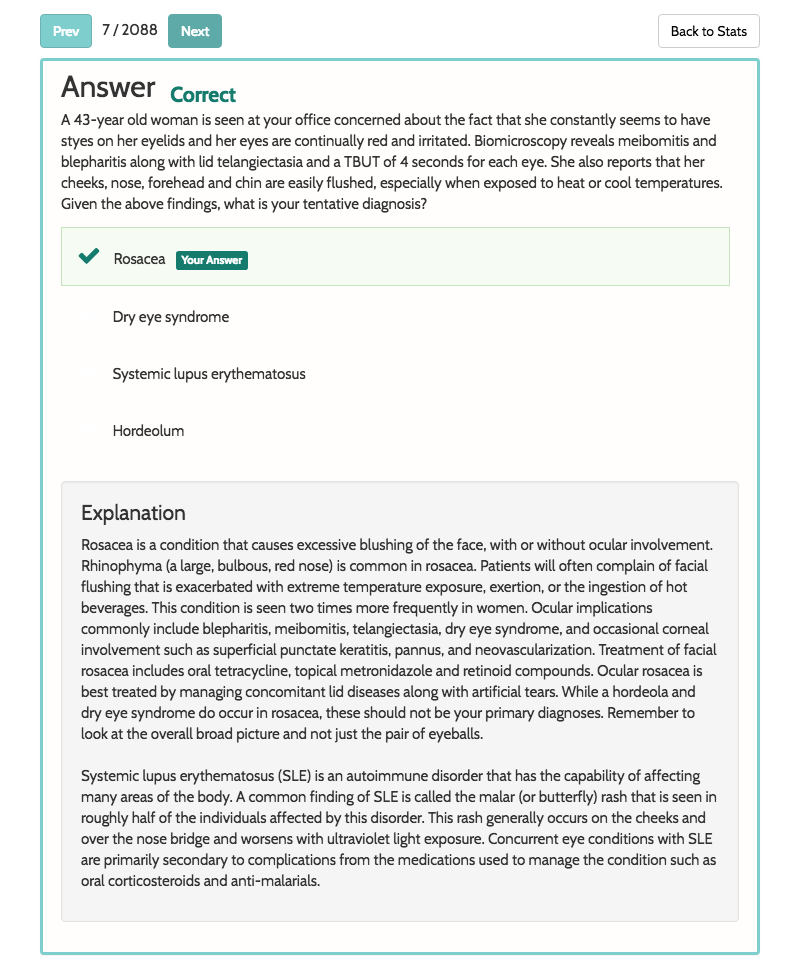 Prev 7 / 2088 Next Back to Stats
Answer Correct
A 43-year old woman is seen at your office concerned about the fact that she constantly seems to have
styes on her eyelids and her eyes are continually red and irritated. Biomicroscopy reveals meibomitis and
blepharitis along with lid telangiectasia and a TBUT of 4 seconds for each eye. She also reports that her
cheeks, nose, forehead and chin are easily flushed, especially when exposed to heat or cool temperatures.
Given the above findings, what is your tentative diagnosis?
Rosacea Your Answer
Dry eye syndrome
Systemic lupus erythematosus
Hordeolum
Explanation
Rosacea is a condition that causes excessive blushing of the face, with or without ocular involvement.
Rhinophyma (a large, bulbous, red nose) is common in rosacea. Patients will often complain of facial
flushing that is exacerbated with extreme temperature exposure, exertion, or the ingestion of hot
beverages. This condition is seen two times more frequently in women. Ocular implications
commonly include blepharitis, meibomitis, telangiectasia, dry eye syndrome, and occasional corneal
involvement such as superficial punctate keratitis, pannus, and neovascularization. Treatment of facial
rosacea includes oral tetracycline, topical metronidazole and retinoid compounds. Ocular rosacea is
best treated by managing concomitant lid diseases along with artificial tears. While a hordeola and
dry eye syndrome do occur in rosacea, these should not be your primary diagnoses. Remember to
look at the overall broad picture and not just the pair of eyeballs.
Systemic lupus erythematosus (SLE) is an autoimmune disorder that has the capability of affecting
many areas of the body. A common finding of SLE is called the malar (or butterfly) rash that is seen in
roughly half of the individuals affected by this disorder. This rash generally occurs on the cheeks and
over the nose bridge and worsens with ultraviolet light exposure. Concurrent eye conditions with SLE
are primarily secondary to complications from the medications used to manage the condition such as
oral corticosteroids and anti-malarials.